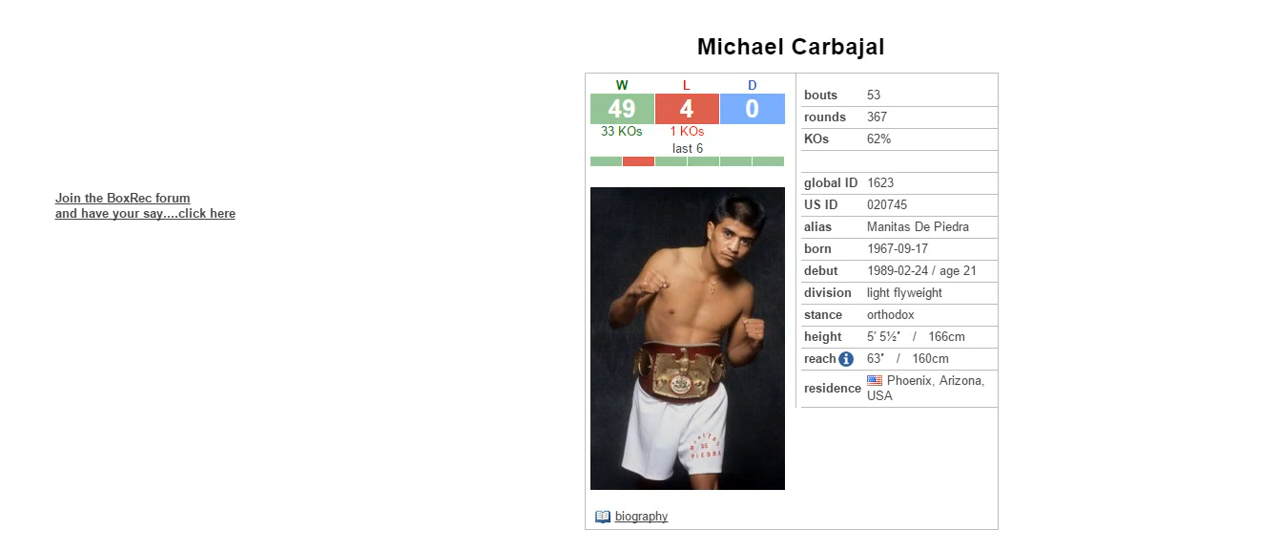 Michael Carbajal
Join the BoxRec forum
and have your say....click here
W L D
49 4 0
33 KOs 1 KOs
last 6
MANITAS
DE
PIEDRA
biography
bouts 53
rounds 367
KOs 62%
global ID 1623
US ID 020745
alias Manitas De Piedra
born 1967-09-17
debut 1989-02-24 / age 21
division light flyweight
stance orthodox
height 5′ 5½″ / 166cm
reach 63″ / 160cm
residence Phoenix, Arizona,
USA